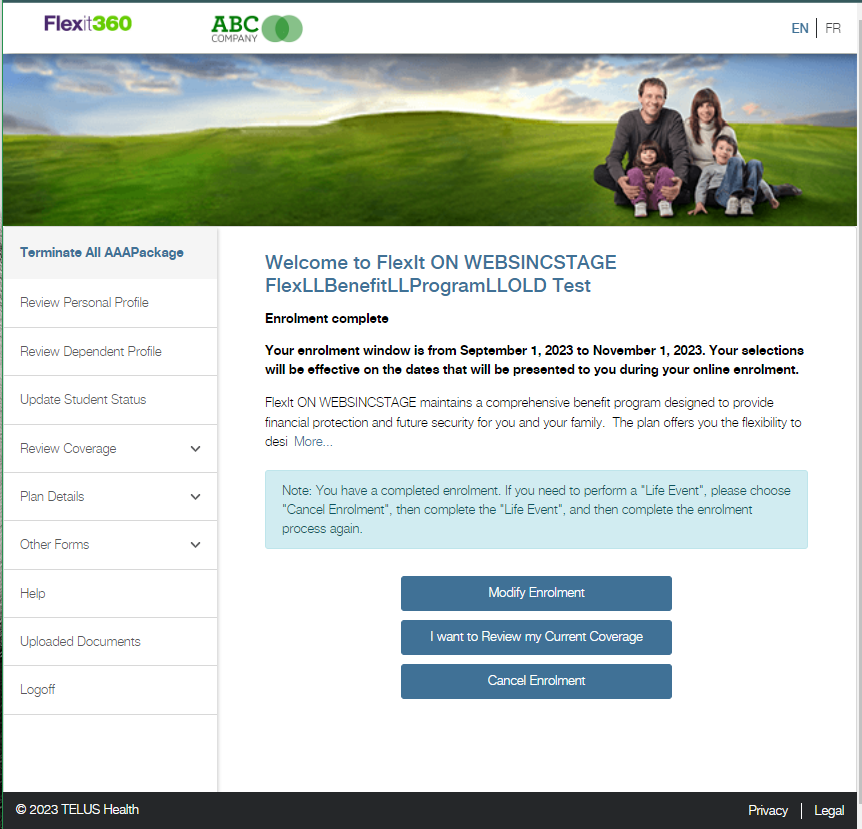 Flexit360
ABC
COMPANY
EN | FR
Terminate All AAAPackage
Review Personal Profile
Review Dependent Profile
Update Student Status
Review Coverage
Plan Details
Other Forms
Help
Uploaded Documents
Logoff
Welcome to FlexIt ON WEBSINCSTAGE
FlexLLBenefitLLProgramLLOLD Test
Enrolment complete
Your enrolment window is from September 1, 2023 to November 1, 2023. Your selections
will be effective on the dates that will be presented to you during your online enrolment.
FlexIt ON WEBSINCSTAGE maintains a comprehensive benefit program designed to provide
financial protection and future security for you and your family. The plan offers you the flexibility to
desi More...
Note: You have a completed enrolment. If you need to perform a "Life Event", please choose
"Cancel Enrolment", then complete the "Life Event", and then complete the enrolment
process again.
Modify Enrolment
I want to Review my Current Coverage
Cancel Enrolment
© 2023 TELUS Health
Privacy | Legal